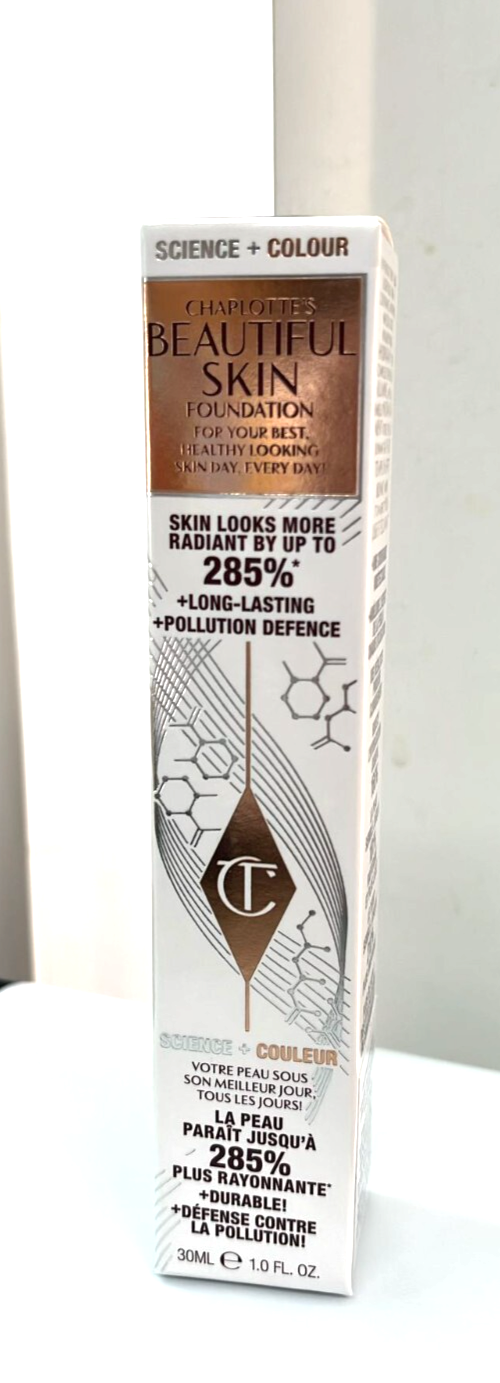 SCIENCE + COLOUR
CHARLOTTE'S
BEAUTIFUL
SKIN
FOUNDATION
FOR YOUR BEST,
HEALTHY LOOKING
SKIN DAY, EVERY DAY!
SKIN LOOKS MORE
RADIANT BY UP TO
285%*
+LONG-LASTING
+POLLUTION DEFENCE
CT
SCIENCE + COULEUR
VOTRE PEAU SOUS
SON MEILLEUR JOUR,
TOUS LES JOURS!
LA PEAU
PARAÎT JUSQU'À
285%
PLUS RAYONNANTE*
+DURABLE!
+DÉFENSE CONTRE
LA POLLUTION!
30ML e 1.0 FL. OZ.